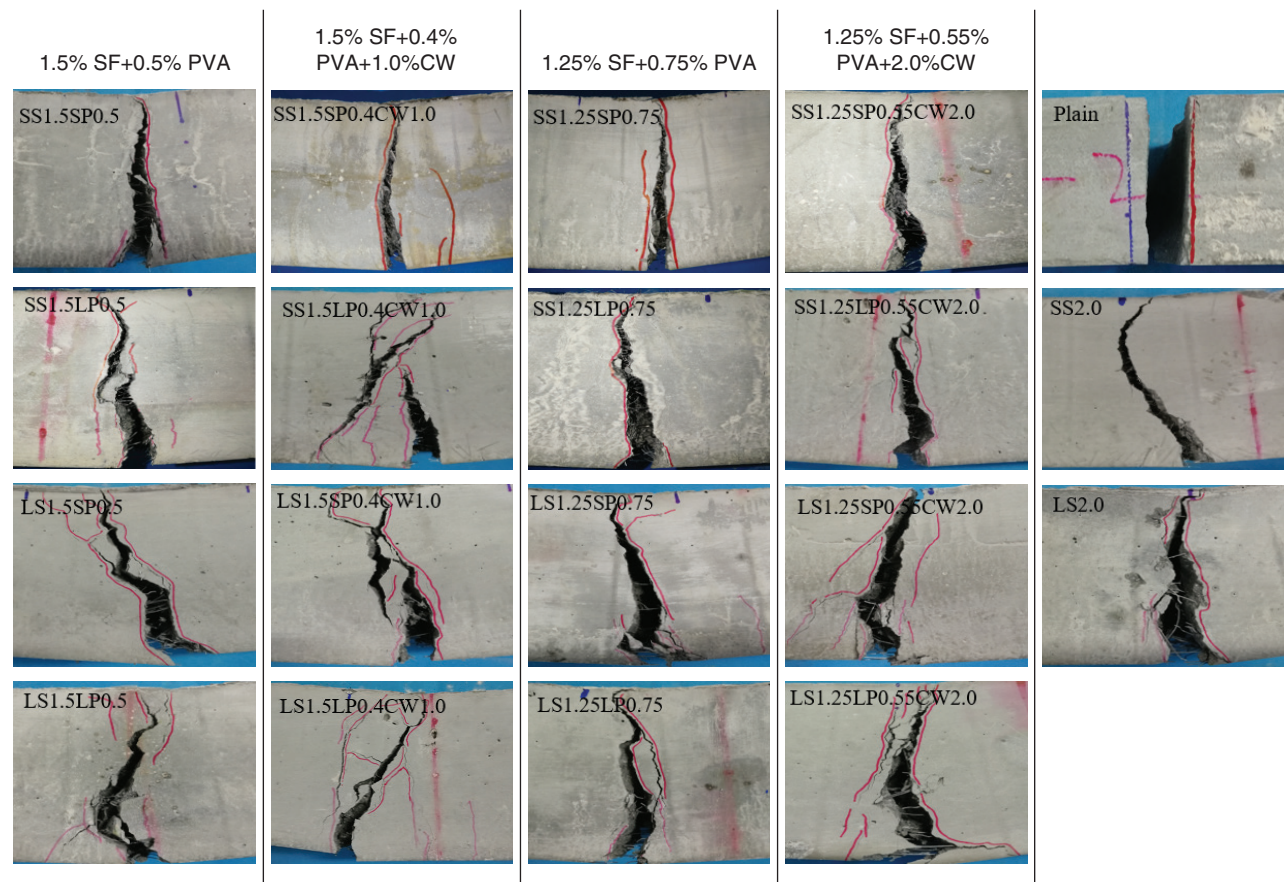 1.5% SF+0.5% PVA
1.5% SF+0.4%
PVA+1.0%CW
1.25% SF+0.75% PVA
1.25% SF+0.55%
PVA+2.0%CW
SS1.5SP0.5
SS1.5SP0.4CW1.0
SS1.25SP0.75
SS1.25SP0.55CW2.0
Plain
2
SS1.5LP0.5
SS1.5LP0.4CW1.0
SS1.25LP0.75
SS1.25LP0.55CW2.0
SS2.0
LS1.5SP0.5
LS1.5SP0.4CW1.0
LS1.25SP0.75
LS1.25SP0.55CW2.0
LS2.0
LS1.5LP0.5
LS1.5LP0.4CW1.0
LS1.25LP0.75
LS1.25LP0.55CW2.0